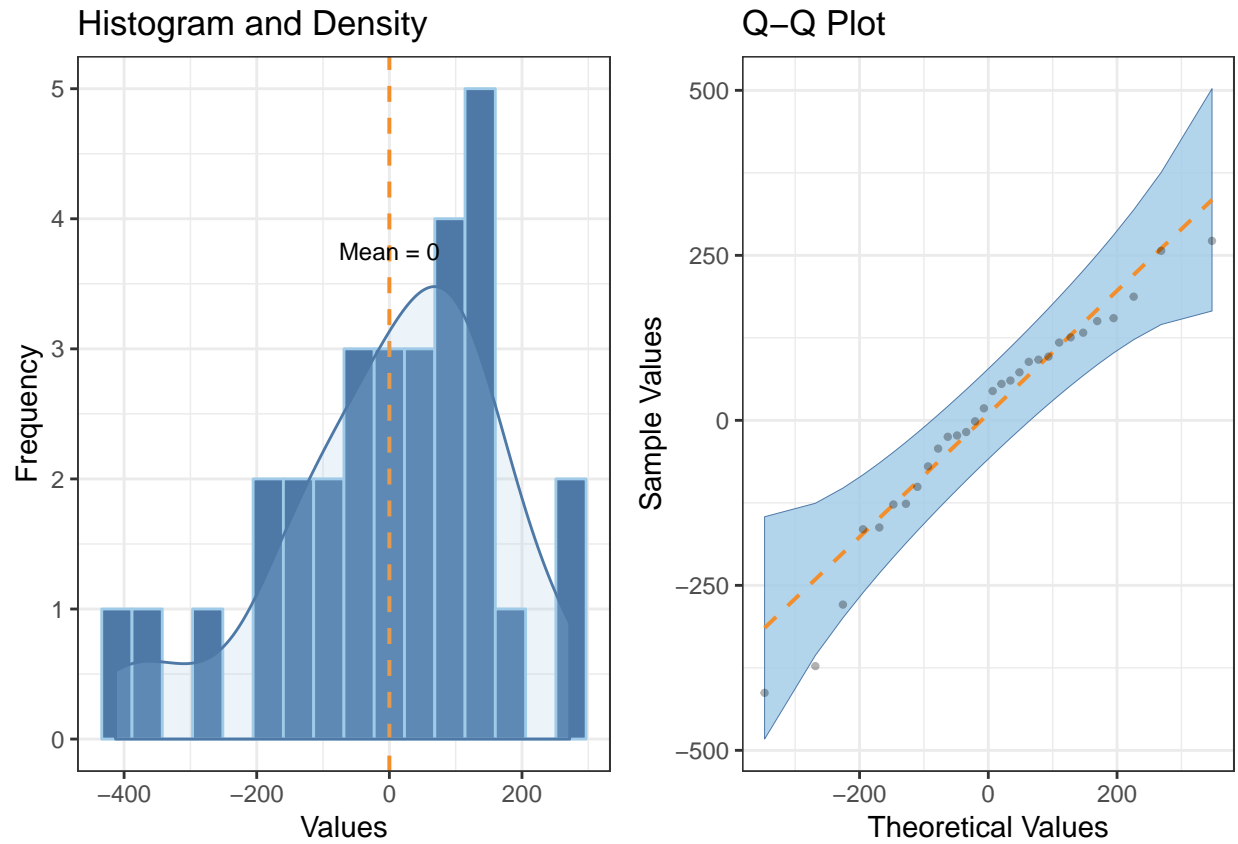 Histogram and Density
5
4
3
2
1
0
Frequency
Mean = 0
−400
−200
0
200
Values
Q−Q Plot
500
250
0
−250
−500
Sample Values
−200
0
200
Theoretical Values